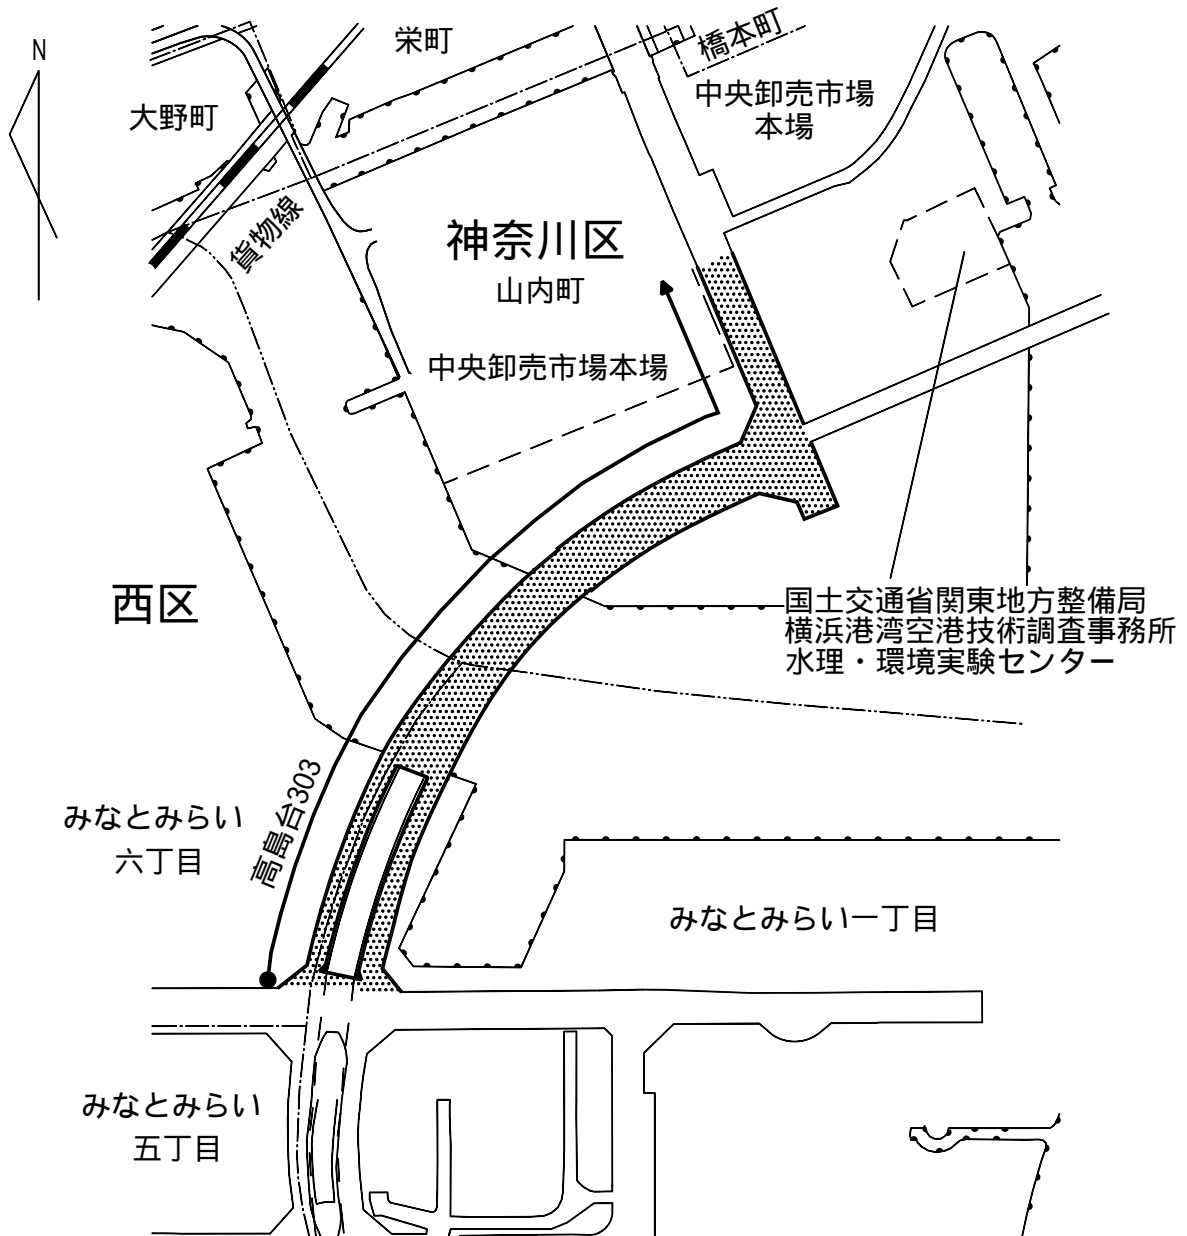 N
栄町
橋本町
大野町
中央卸売市場
本場
貨物線
神奈川区
山内町
中央卸売市場本場
西区
国土交通省関東地方整備局
横浜港湾空港技術調査事務所
水理・環境実験センター
高島台303
みなとみらい
六丁目
みなとみらい一丁目
みなとみらい
五丁目